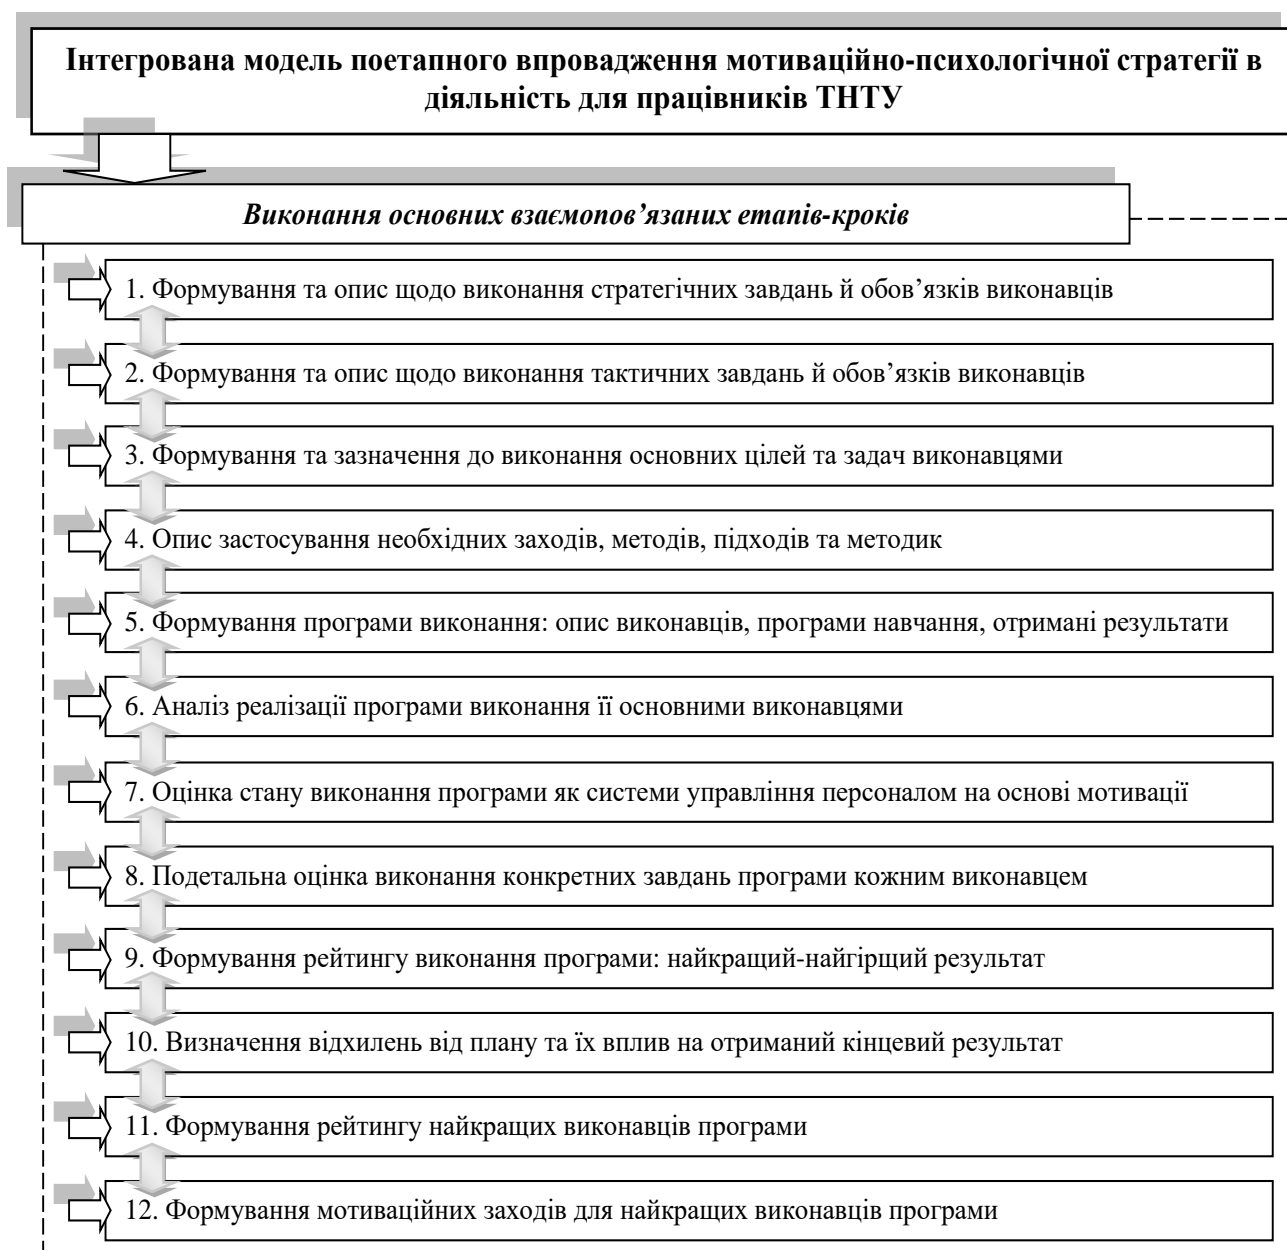 Інтегрована модель поетапного впровадження мотиваційно-психологічної стратегії в
діяльність для працівників ТНТУ
Виконання основних взаємопов’язаних етапів-кроків
1. Формування та опис щодо виконання стратегічних завдань й обов’язків виконавців
2. Формування та опис щодо виконання тактичних завдань й обов’язків виконавців
3. Формування та зазначення до виконання основних цілей та задач виконавцями
4. Опис застосування необхідних заходів, методів, підходів та методик
5. Формування програми виконання: опис виконавців, програми навчання, отримані результати
6. Аналіз реалізації програми виконання її основними виконавцями
7. Оцінка стану виконання програми як системи управління персоналом на основі мотивації
8. Подетальна оцінка виконання конкретних завдань програми кожним виконавцем
9. Формування рейтингу виконання програми: найкращий-найгірщий результат
10. Визначення відхилень від плану та їх вплив на отриманий кінцевий результат
11. Формування рейтингу найкращих виконавців програми
12. Формування мотиваційних заходів для найкращих виконавців програми